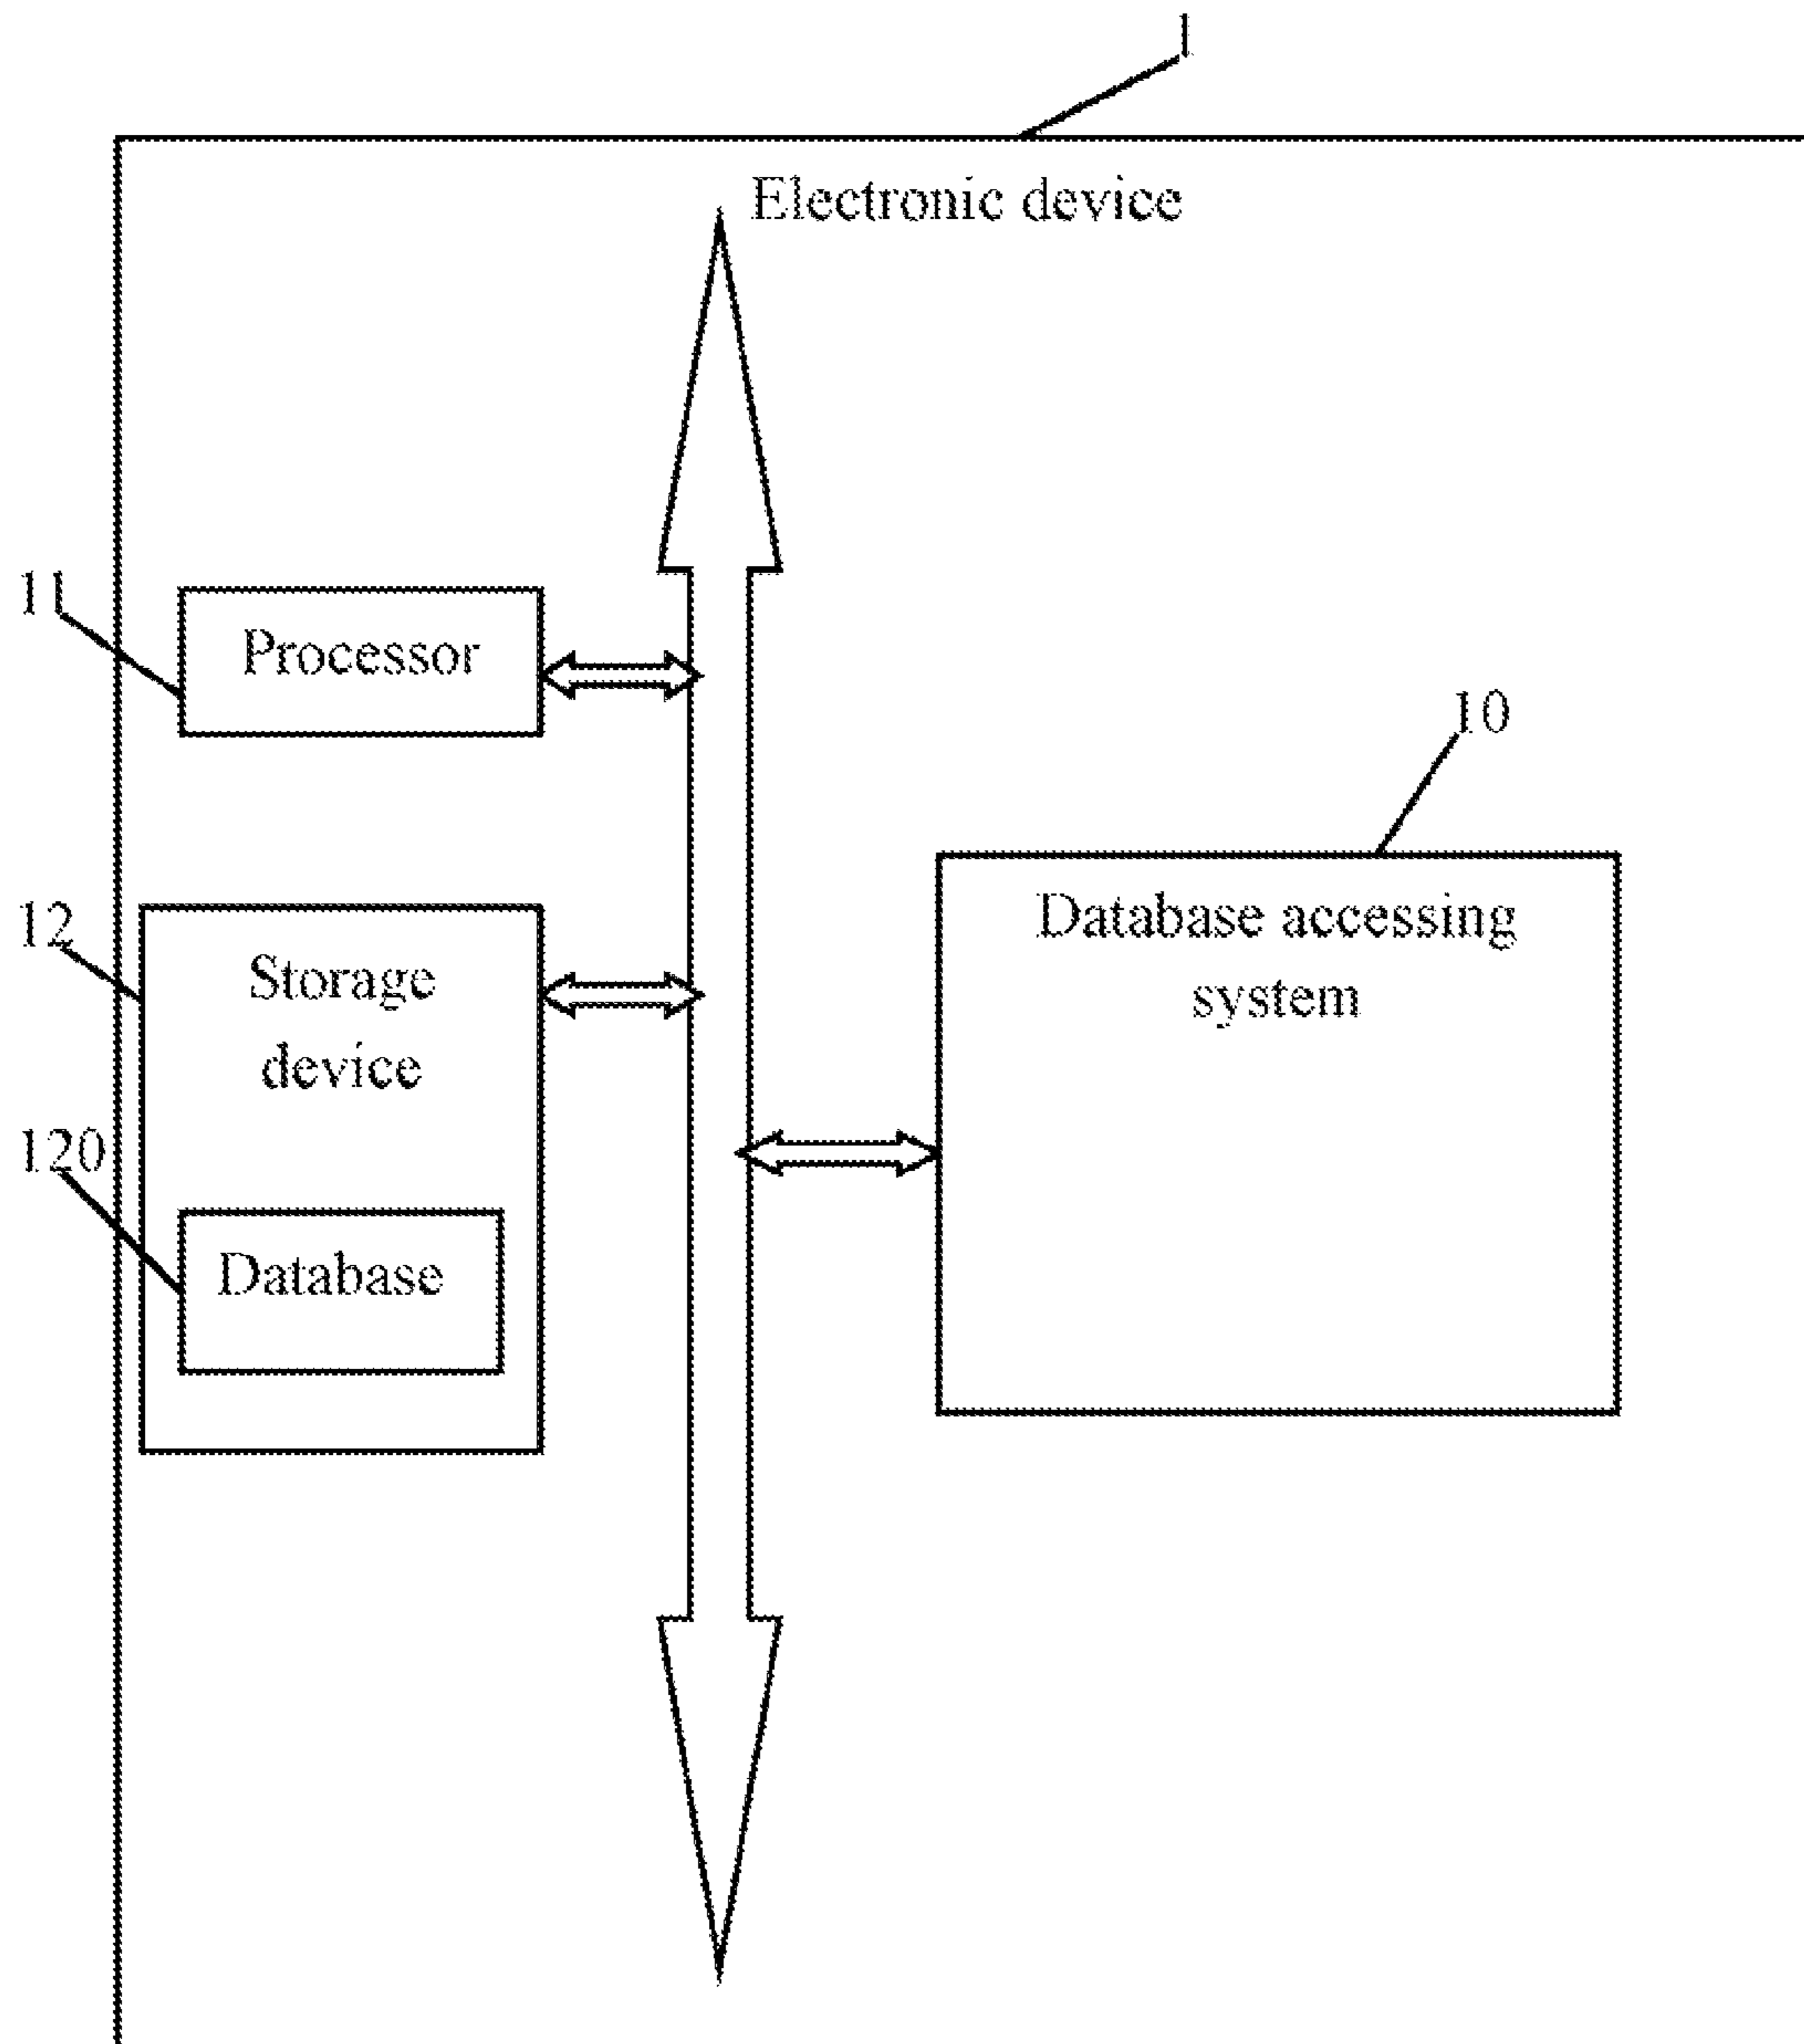 1
Electronic device
11
Processor
10
12
Storage
device
Database accessing
system
120
Database